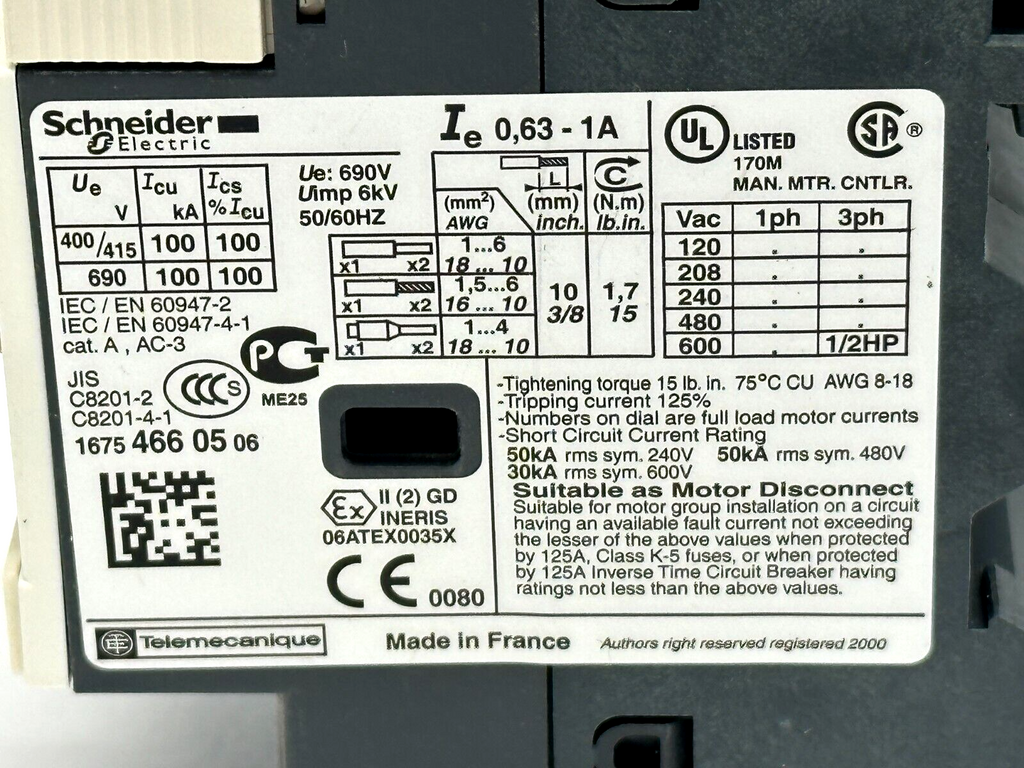 Schneider
Electric
Ue V Icu kA Ics % Icu
400/415 100 100
690 100 100
IEC / EN 60947-2
IEC / EN 60947-4-1
cat. A , AC-3
JIS
C8201-2
C8201-4-1
CCC S
PCT
ME25
1675 466 05 06
Ue: 690V
Uimp 6kV
50/60HZ
Ie 0,63 - 1A
L
C
(mm²) (mm) (N.m)
AWG inch. lb.in.
x1 x2 1...6
18 ... 10
x1 x2 1,5...6
16 ... 10
x1 x2 1...4
18 ... 10
10
3/8
1,7
15
UL LISTED SA ®
170M
MAN. MTR. CNTLR.
Vac 1ph 3ph
120 . .
208 . .
240 . .
480 . .
600 . 1/2HP
εx II (2) GD
INERIS
06ATEX0035X
CE 0080
-Tightening torque 15 lb. in. 75°C CU AWG 8-18
-Tripping current 125%
-Numbers on dial are full load motor currents
-Short Circuit Current Rating
50kA rms sym. 240V 50kA rms sym. 480V
30kA rms sym. 600V
Suitable as Motor Disconnect
Suitable for motor group installation on a circuit
having an available fault current not exceeding
the lesser of the above values when protected
by 125A, Class K-5 fuses, or when protected
by 125A Inverse Time Circuit Breaker having
ratings not less than the above values.
Telemecanique
Made in France
Authors right reserved registered 2000